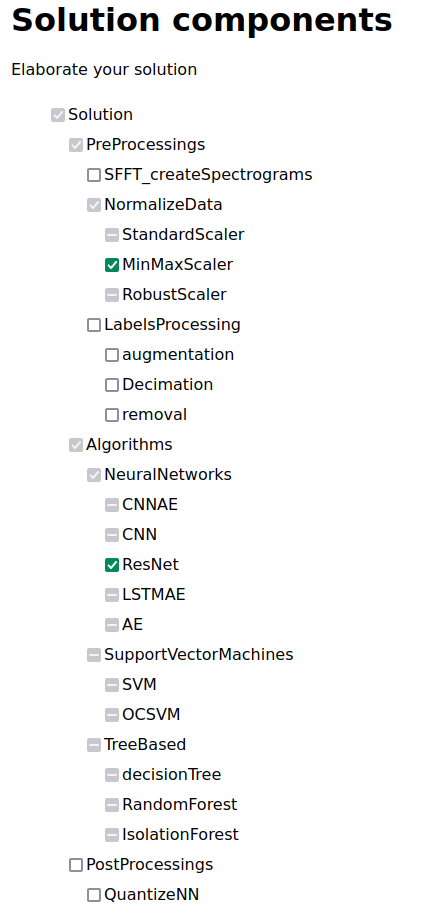 Solution components
Elaborate your solution
Solution
PreProcessings
SFFT_createSpectrograms
NormalizeData
StandardScaler
MinMaxScaler
RobustScaler
LabelsProcessing
augmentation
Decimation
removal
Algorithms
NeuralNetworks
CNNAE
CNN
ResNet
LSTMAE
AE
SupportVectorMachines
SVM
OCSVM
TreeBased
decisionTree
RandomForest
IsolationForest
PostProcessings
QuantizeNN